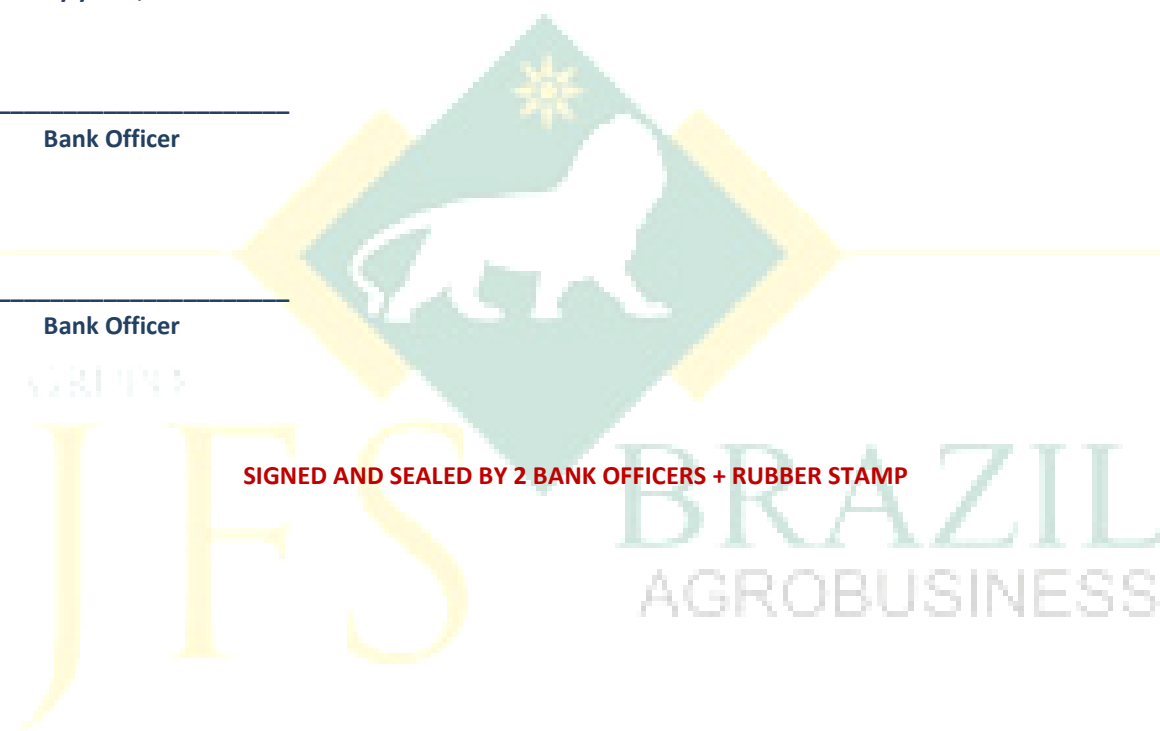 Bank Officer
Bank Officer
JFS
SIGNED AND SEALED BY 2 BANK OFFICERS + RUBBER STAMP
BRAZIL
AGROBUSINESS